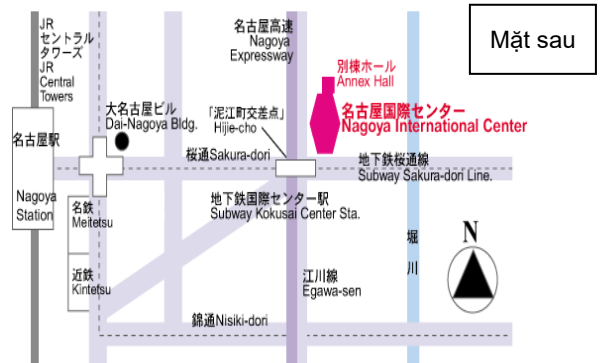 JR
セントラル
タワーズ
JR
Central
Towers
名古屋高速
Nagoya
Expressway
Mặt sau
別棟ホール
Annex Hall
大名古屋ビル
Dai-Nagoya Bldg.
「泥江町交差点」
Hijie-cho
名古屋国際センター
Nagoya International Center
名古屋駅
桜通Sakura-dori
地下鉄桜通線
Subway Sakura-dori Line.
Nagoya
Station
名鉄
Meitetsu
地下鉄国際センター駅
Subway Kokusai Center Sta.
堀
川
N
近鉄
Kintetsu
江川線
Egawa-sen
錦通Nisiki-dori